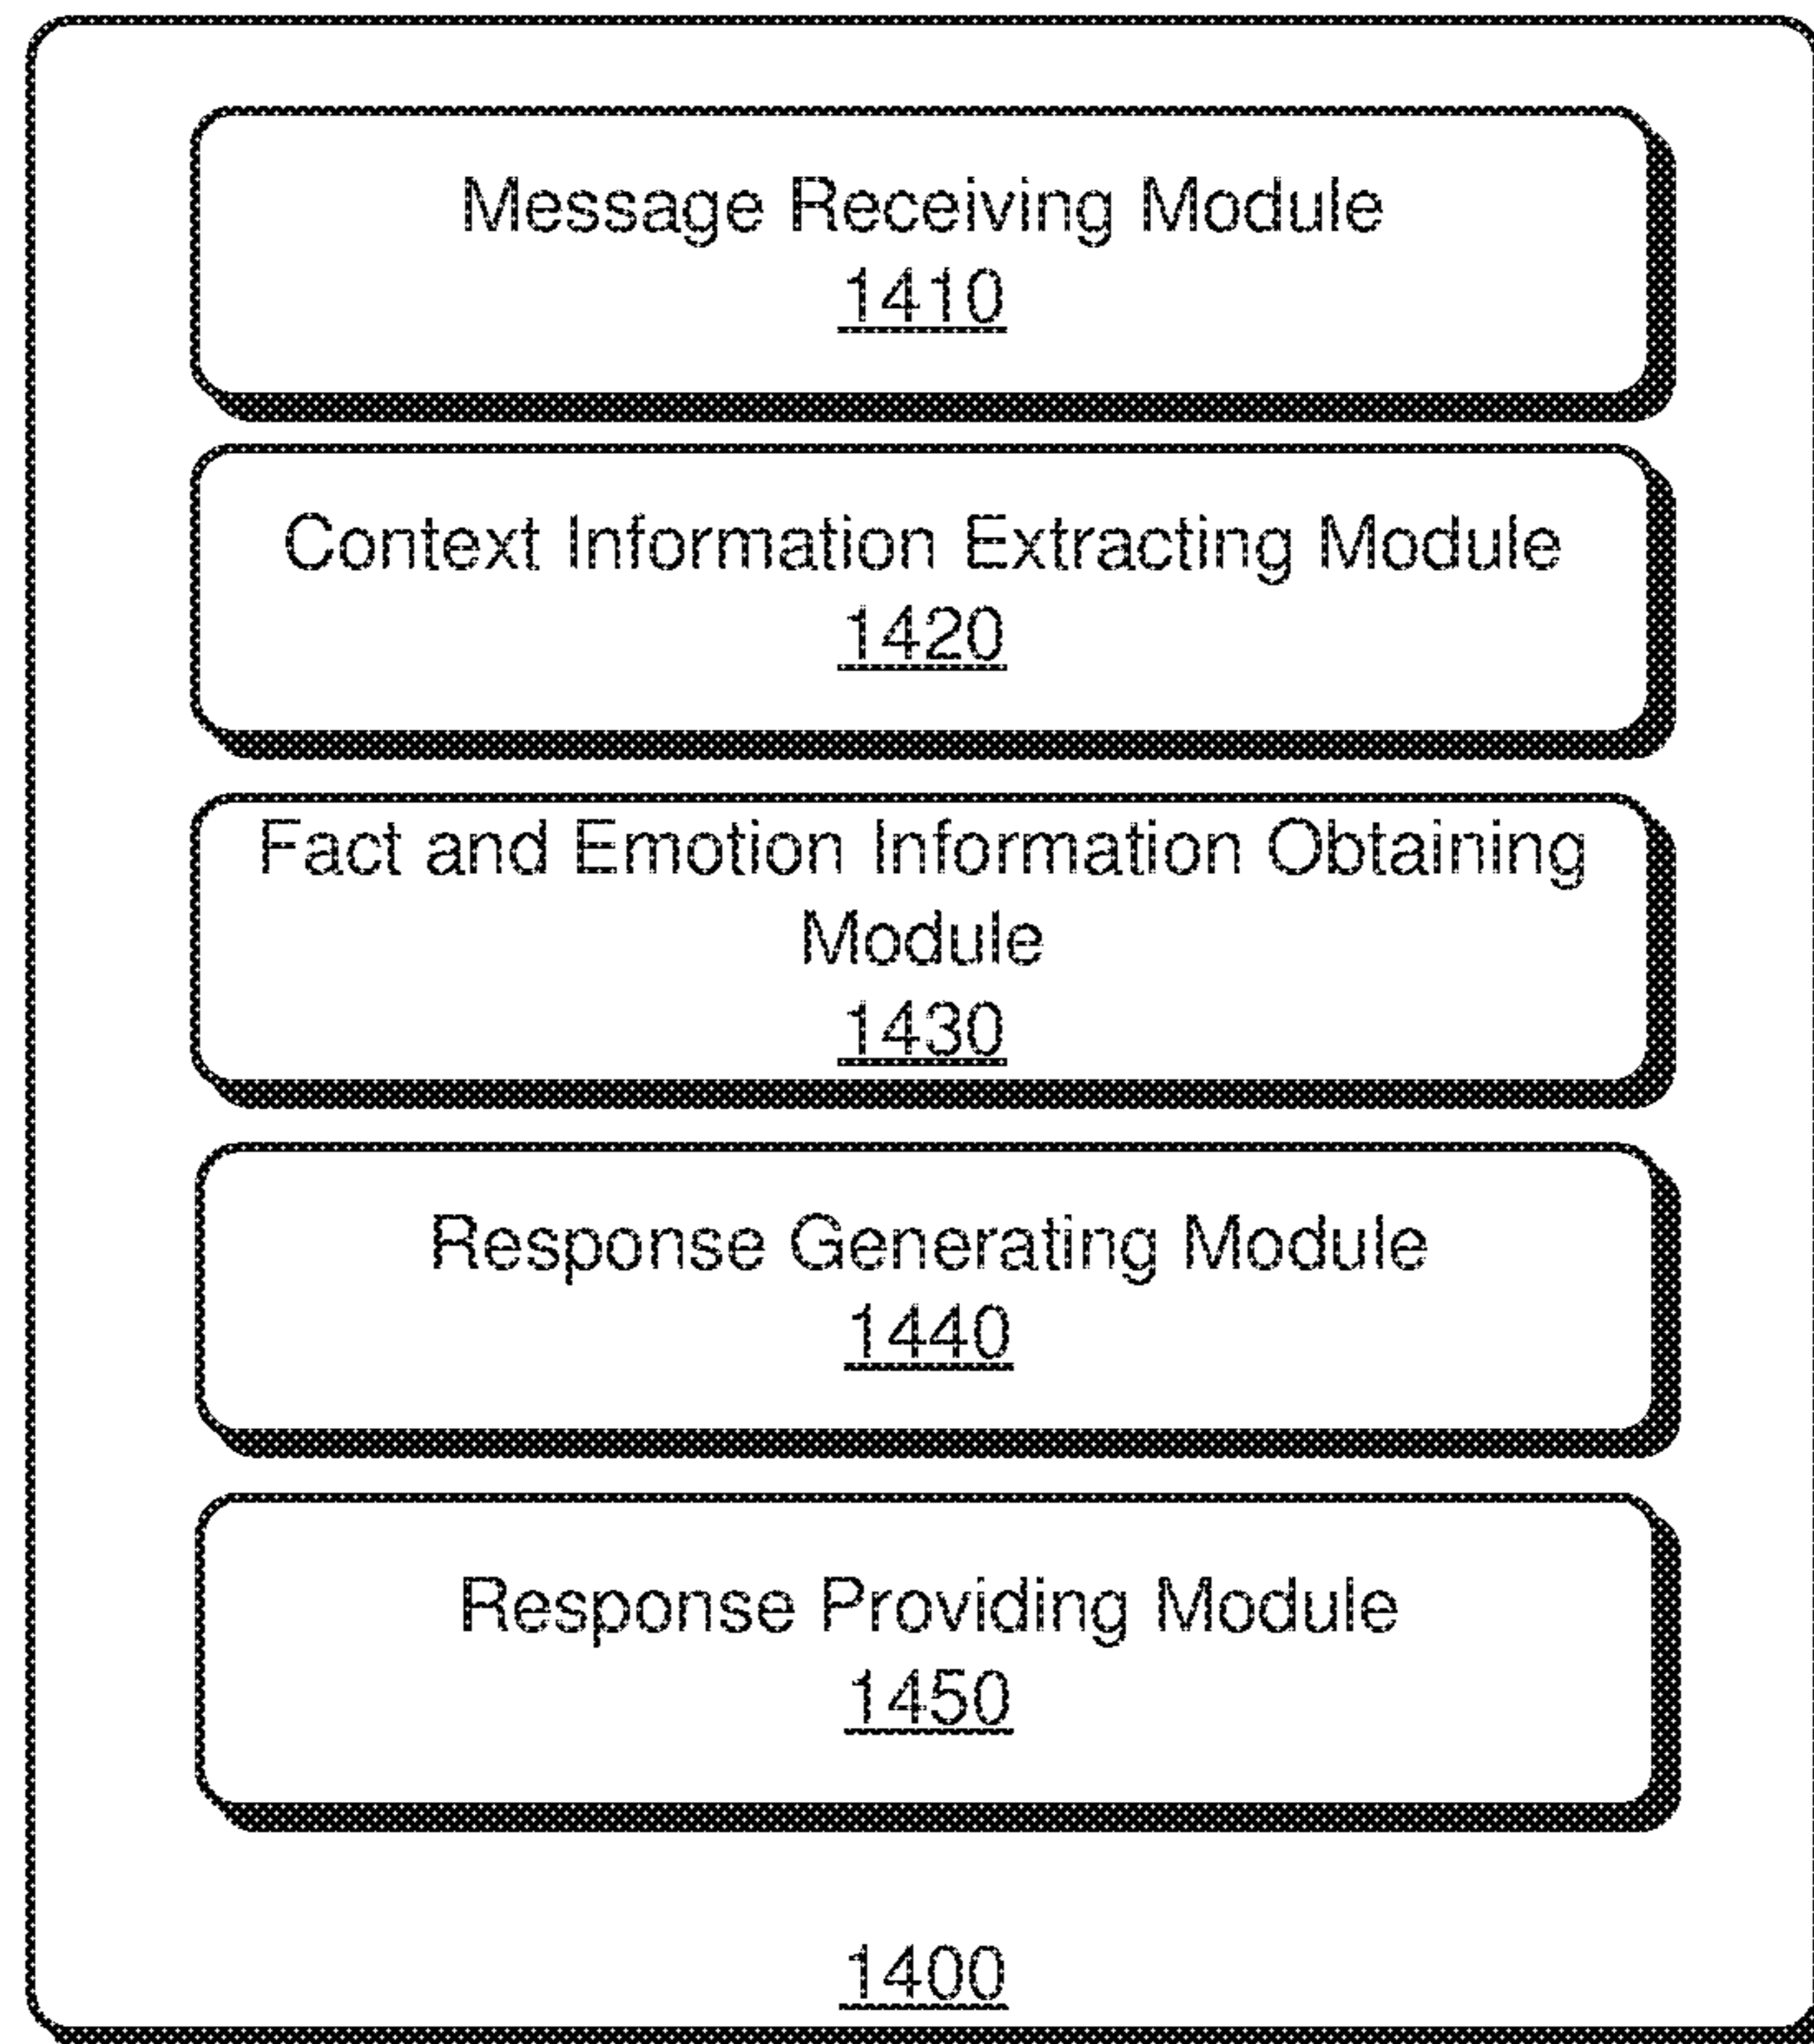 Message Receiving Module
1410
Context Information Extracting Module
1420
Fact and Emotion Information Obtaining
Module
1430
Response Generating Module
1440
Response Providing Module
1450
1400